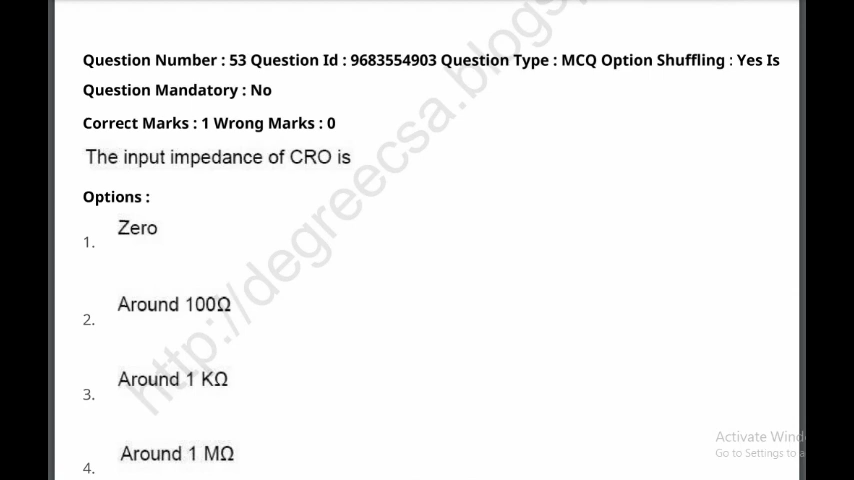 Question Number : 53 Question Id : 9683554903 Question Type : MCQ Option Shuffling : Yes Is
Question Mandatory : No
Correct Marks : 1 Wrong Marks : 0
The input impedance of CRO is
Options :
Zero
1.
Around 100Ω
2.
Around 1 KΩ
3.
Around 1 MΩ
4.
http://degreecsa.blogs
Activate Wind
Go to Settings to a